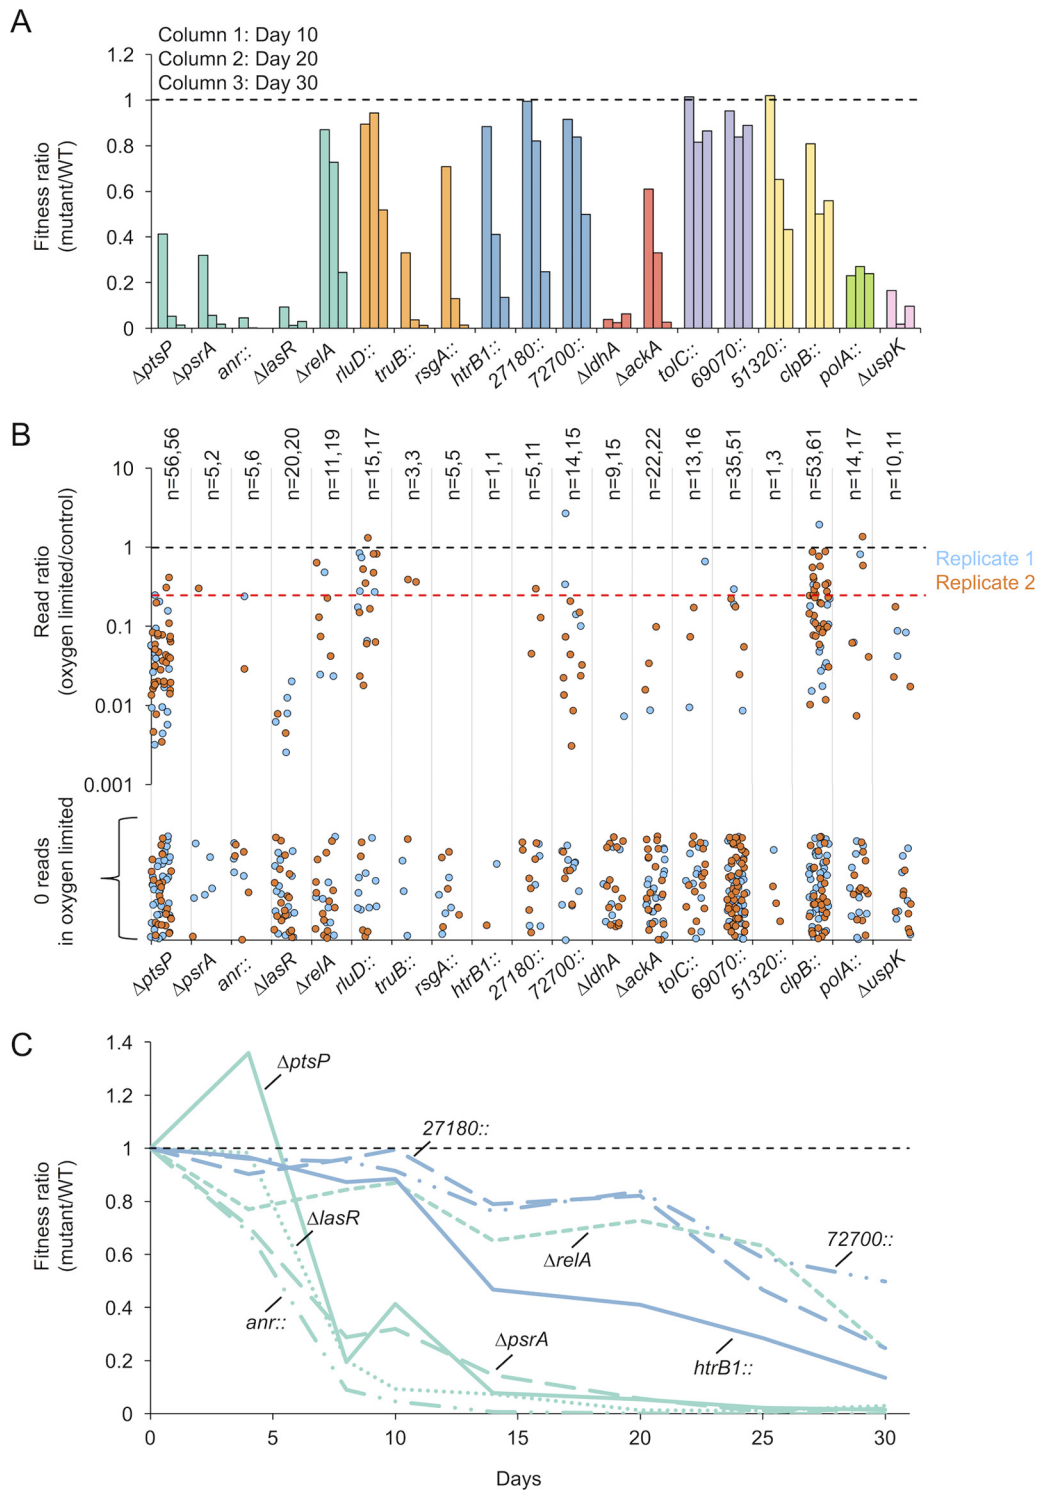 A
Column 1: Day 10
Column 2: Day 20
Column 3: Day 30
Fitness ratio
(mutant/WT)
1.2
1
0.8
0.6
0.4
0.2
0
ΔptsP
ΔpsrA
anr::
ΔlasR
ΔrelA
rluD::
truB::
rsgA::
htrB1::
27180::
72700::
ΔldhA
ΔackA
tolC::
69070::
51320::
clpB::
polA::
ΔuspK
B
n=56,56
n=5,2
n=5,6
n=20,20
n=11,19
n=15,17
n=3,3
n=5,5
n=1,1
n=5,11
n=14,15
n=9,15
n=22,22
n=13,16
n=35,51
n=1,3
n=53,61
n=14,17
n=10,11
Read ratio
(oxygen limited/control)
10
1
0.1
0.01
0.001
Replicate 1
Replicate 2
0 reads
in oxygen limited
ΔptsP
ΔpsrA
anr::
ΔlasR
ΔrelA
rluD::
truB::
rsgA::
htrB1::
27180::
72700::
ΔldhA
ΔackA
tolC::
69070::
51320::
clpB::
polA::
ΔuspK
C
Fitness ratio
(mutant/WT)
1.4
1.2
1
0.8
0.6
0.4
0.2
0
ΔptsP
27180::
ΔlasR
ΔrelA
72700::
anr::
ΔpsrA
htrB1::
0
5
10
15
20
25
30
Days